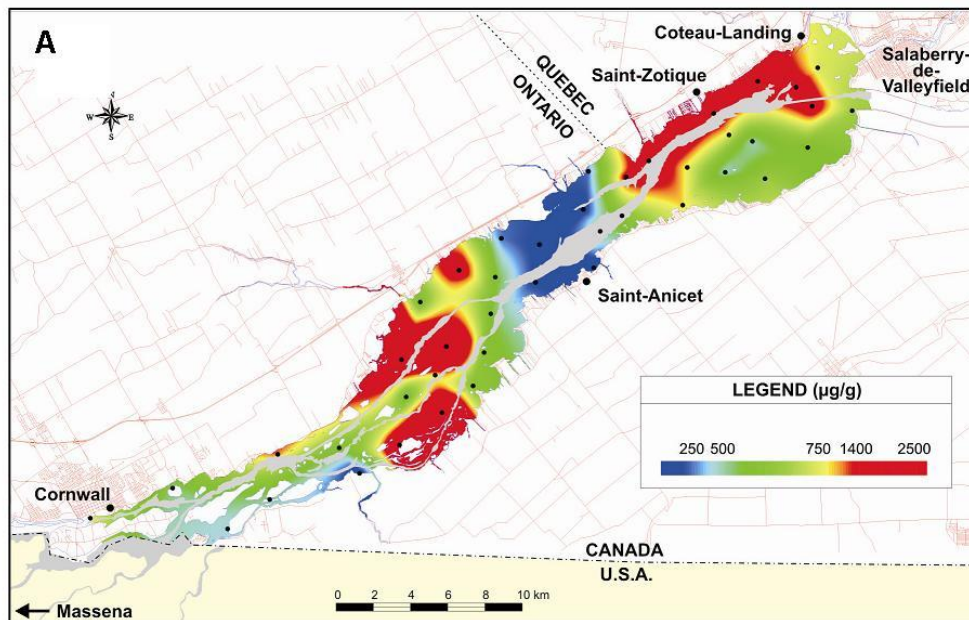 A
Coteau-Landing
Salaberry-
de-
Valleyfield
Saint-Zotique
QUEBEC
ONTARIO
N
W E
S
Saint-Anicet
LEGEND (µg/g)
250 500 750 1400 2500
Cornwall
CANADA
U.S.A.
0 2 4 6 8 10 km
Massena